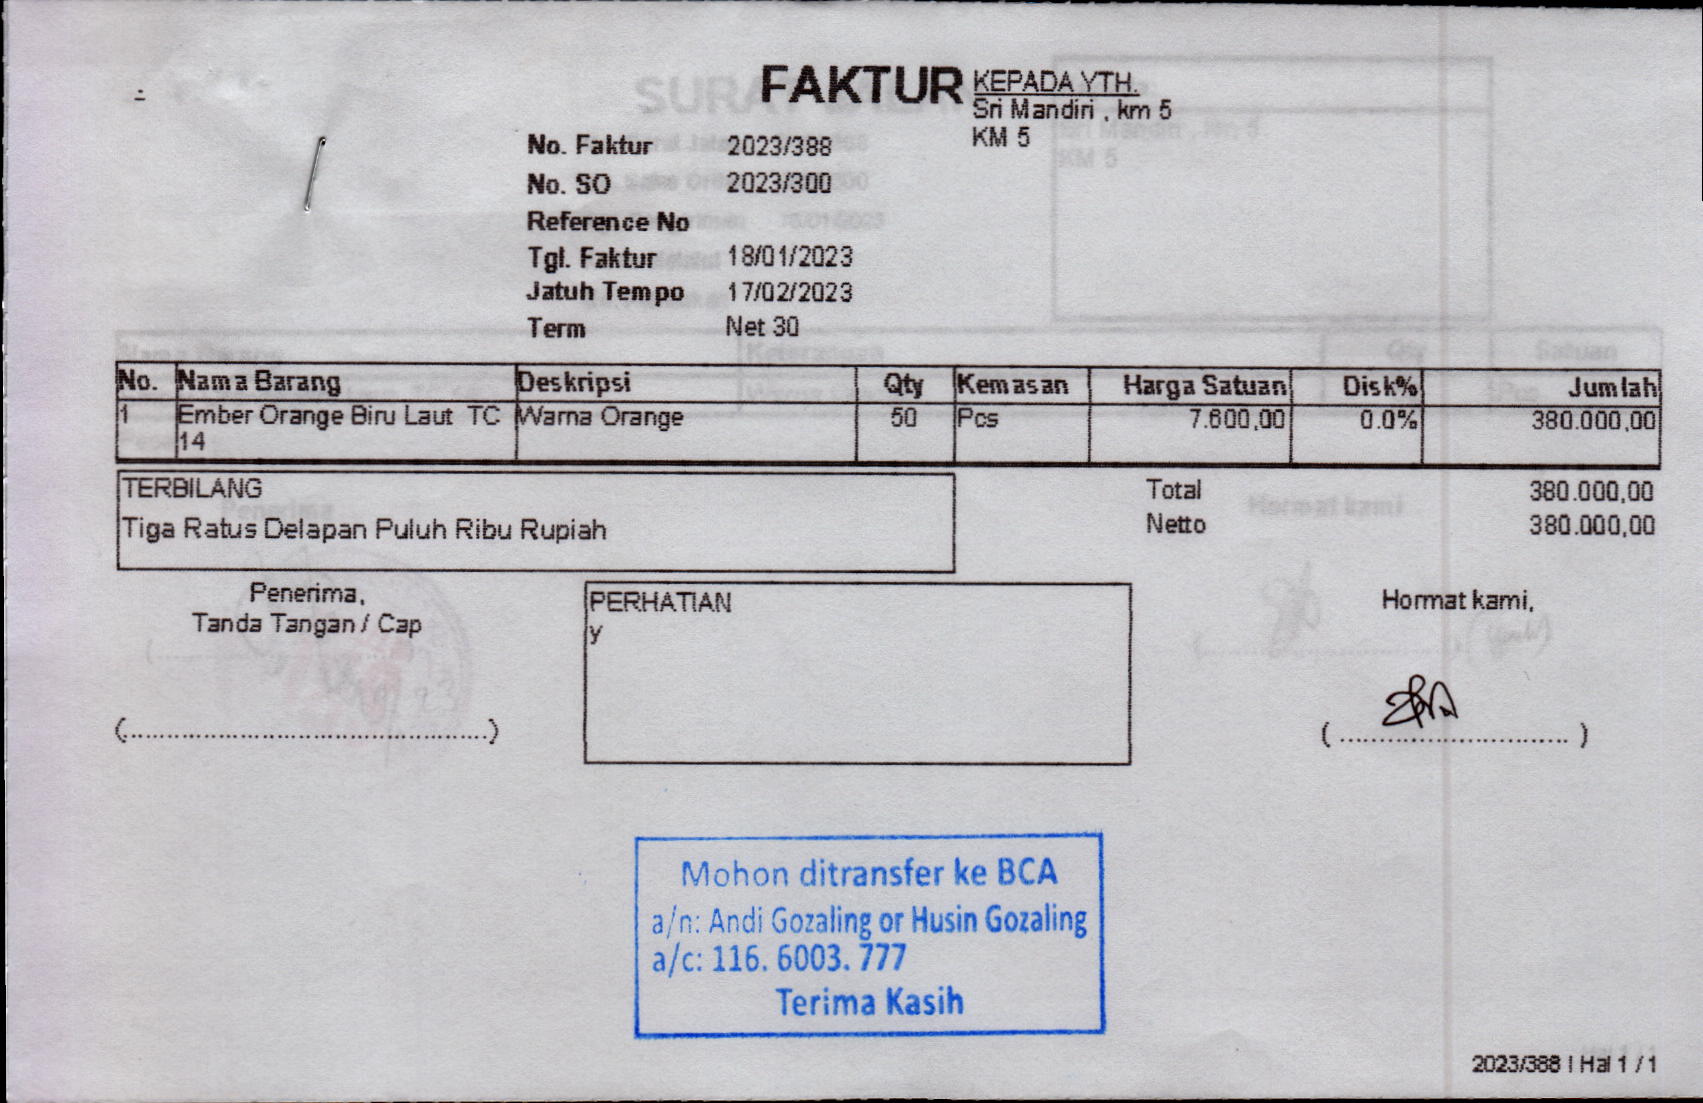 FAKTUR
KEPADA YTH.
Sri Mandiri , km 5
KM 5
No. Faktur 2023/388
No. SO 2023/300
Reference No
Tgl. Faktur 18/01/2023
Jatuh Tempo 17/02/2023
Term Net 30
No. Nama Barang Deskripsi Qty Kemasan Harga Satuan Disk% Jumlah
1 Ember Orange Biru Laut TC Warna Orange 50 Pcs 7.600,00 0.0% 380.000,00
14
TERBILANG
Tiga Ratus Delapan Puluh Ribu Rupiah
Total 380.000,00
Netto 380.000,00
Penerima,
Tanda Tangan / Cap
(................................................)
PERHATIAN
y
Hormat kami,
( ............................. )
Mohon ditransfer ke BCA
a/n: Andi Gozaling or Husin Gozaling
a/c: 116. 6003. 777
Terima Kasih
2023/388 | Hal 1 / 1